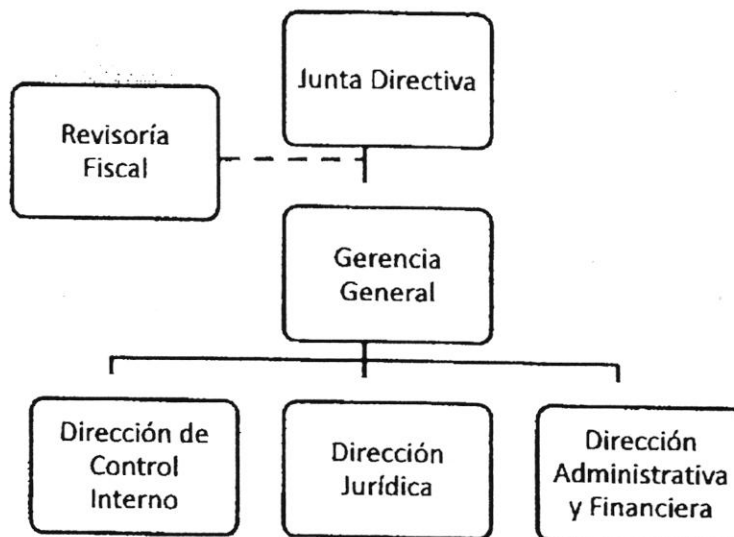 Junta Directiva
Revisoría
Fiscal
Gerencia
General
Dirección de
Control
Interno
Dirección
Jurídica
Dirección
Administrativa
y Financiera